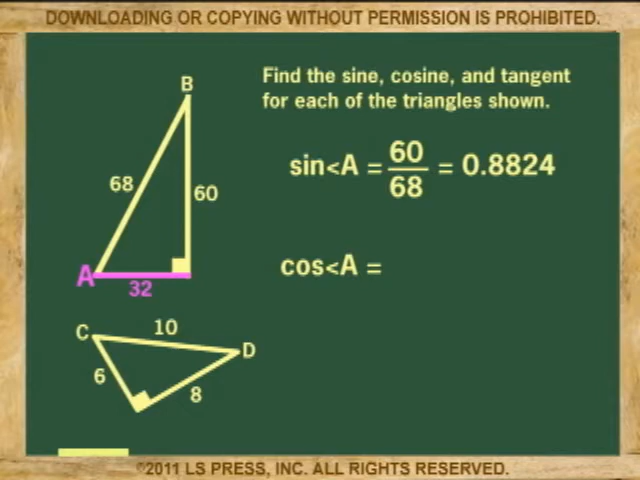 DOWNLOADING OR COPYING WITHOUT PERMISSION IS PROHIBITED.
Find the sine, cosine, and tangent
for each of the triangles shown.
B
68
60
A
32
sin<A = 60/68 = 0.8824
cos<A =
C
10
D
6
8
©2011 LS PRESS, INC. ALL RIGHTS RESERVED.